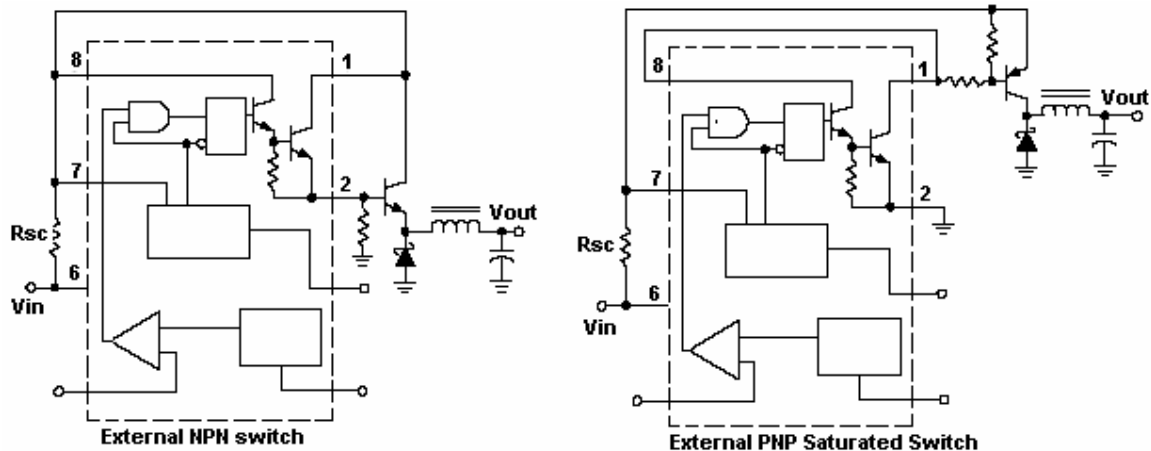 8
1
7
2
Rsc
Vout
6
Vin
External NPN switch
8
1
Vout
7
2
Rsc
6
Vin
External PNP Saturated Switch